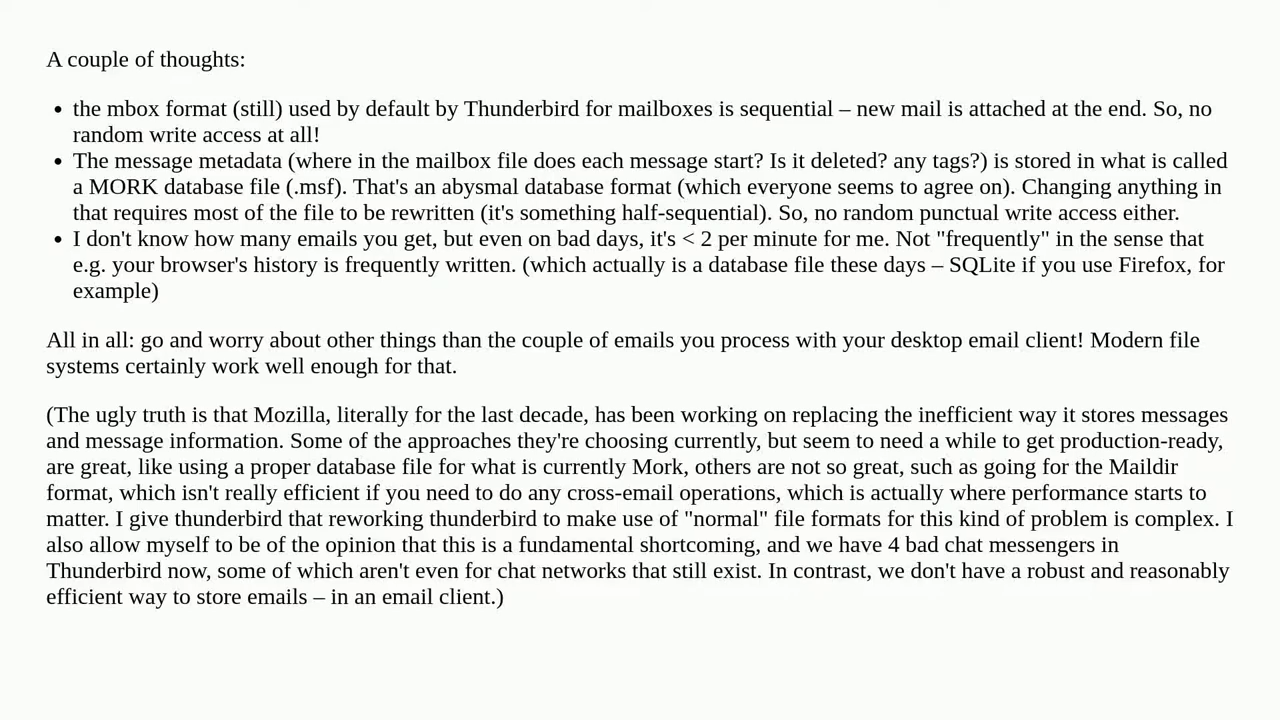 A couple of thoughts:
• the mbox format (still) used by default by Thunderbird for mailboxes is sequential – new mail is attached at the end. So, no
random write access at all!
• The message metadata (where in the mailbox file does each message start? Is it deleted? any tags?) is stored in what is called
a MORK database file (.msf). That's an abysmal database format (which everyone seems to agree on). Changing anything in
that requires most of the file to be rewritten (it's something half-sequential). So, no random punctual write access either.
• I don't know how many emails you get, but even on bad days, it's < 2 per minute for me. Not "frequently" in the sense that
e.g. your browser's history is frequently written. (which actually is a database file these days – SQLite if you use Firefox, for
example)
All in all: go and worry about other things than the couple of emails you process with your desktop email client! Modern file
systems certainly work well enough for that.
(The ugly truth is that Mozilla, literally for the last decade, has been working on replacing the inefficient way it stores messages
and message information. Some of the approaches they're choosing currently, but seem to need a while to get production-ready,
are great, like using a proper database file for what is currently Mork, others are not so great, such as going for the Maildir
format, which isn't really efficient if you need to do any cross-email operations, which is actually where performance starts to
matter. I give thunderbird that reworking thunderbird to make use of "normal" file formats for this kind of problem is complex. I
also allow myself to be of the opinion that this is a fundamental shortcoming, and we have 4 bad chat messengers in
Thunderbird now, some of which aren't even for chat networks that still exist. In contrast, we don't have a robust and reasonably
efficient way to store emails – in an email client.)